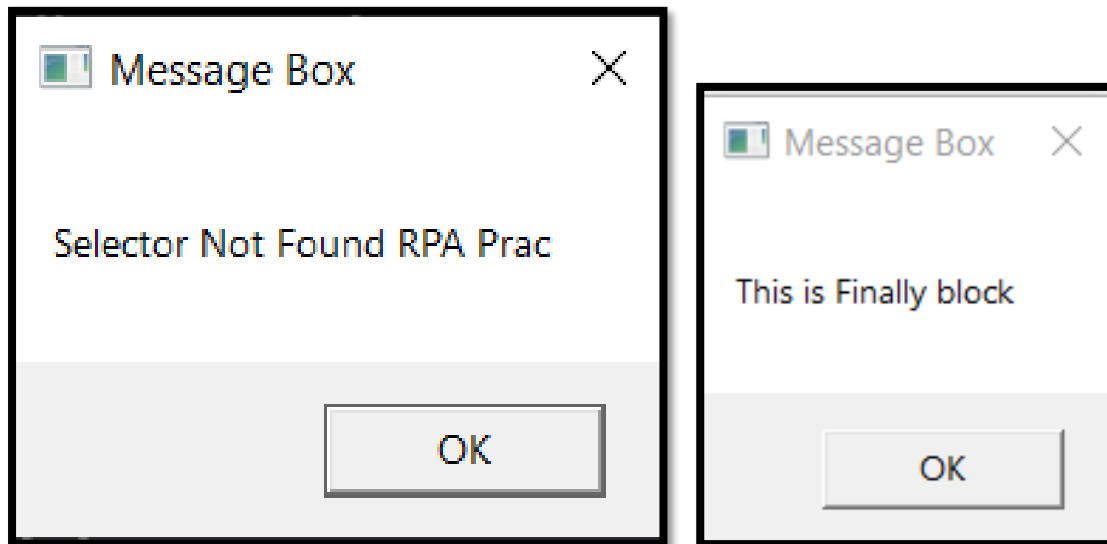 Message Box
Selector Not Found RPA Prac
OK
Message Box
This is Finally block
OK